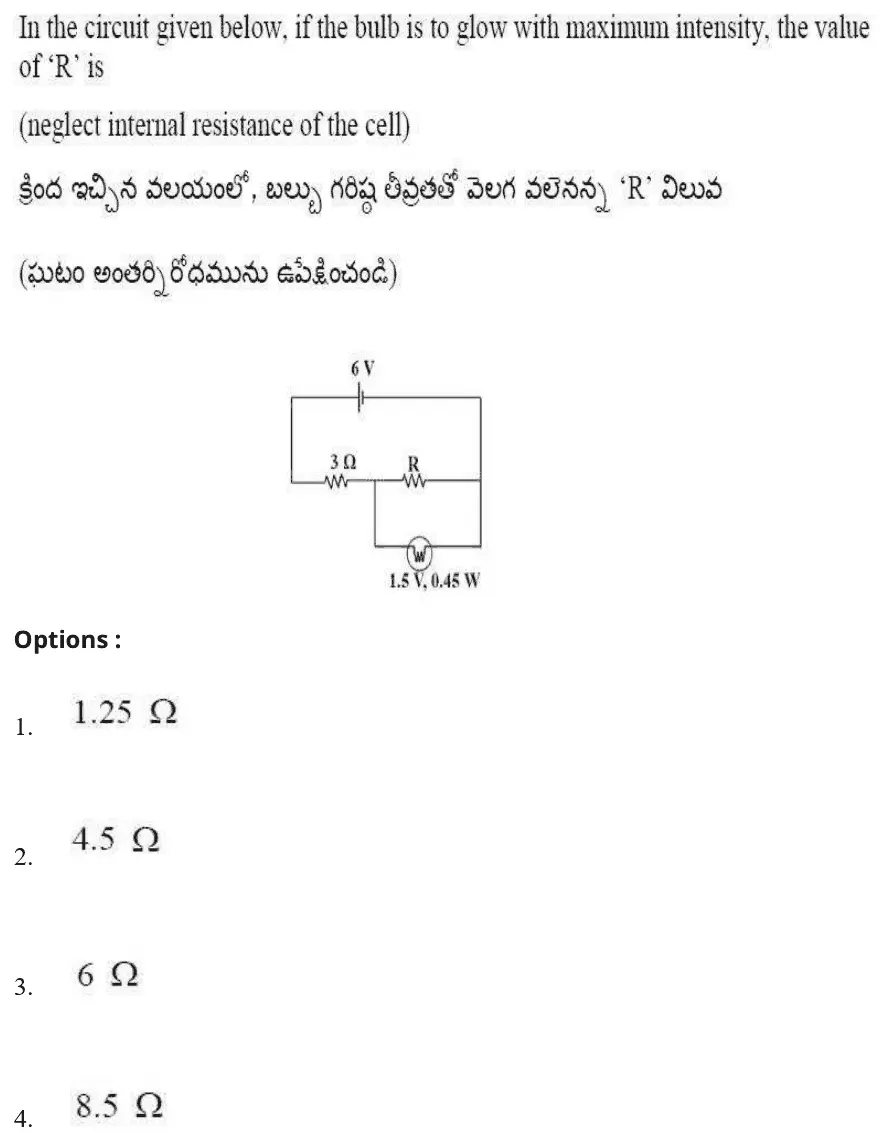 In the circuit given below, if the bulb is to glow with maximum intensity, the value
of ‘R’ is
(neglect internal resistance of the cell)
క్రింద ఇచ్చిన వలయంలో, బల్బు గరిష్ఠ తీవ్రతతో వెలగ వలెనన్న ‘R’ విలువ
(ఘటం అంతర్నిరోధమును ఉపేక్షించండి)
6 V
3 Ω R
1.5 V, 0.45 W
Options :
1. 1.25 Ω
2. 4.5 Ω
3. 6 Ω
4. 8.5 Ω